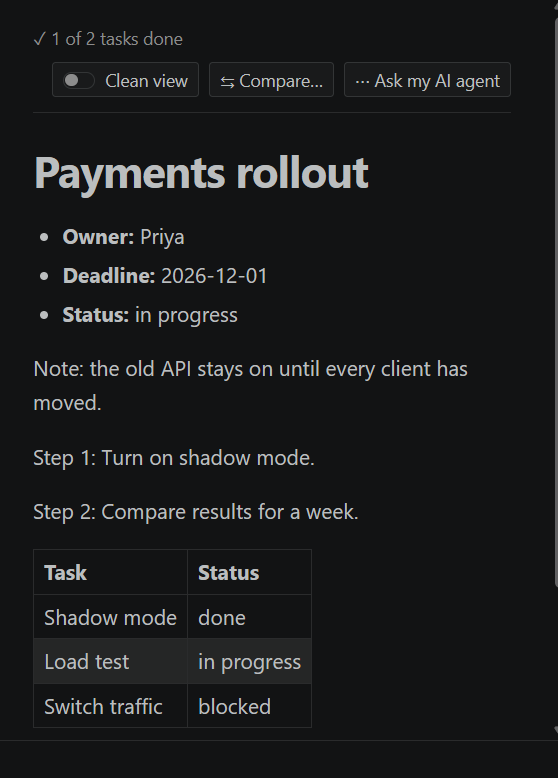 ✓ 1 of 2 tasks done
Clean view ⇆ Compare... ··· Ask my AI agent
Payments rollout
• Owner: Priya
• Deadline: 2026-12-01
• Status: in progress
Note: the old API stays on until every client has
moved.
Step 1: Turn on shadow mode.
Step 2: Compare results for a week.
Task Status
Shadow mode done
Load test in progress
Switch traffic blocked